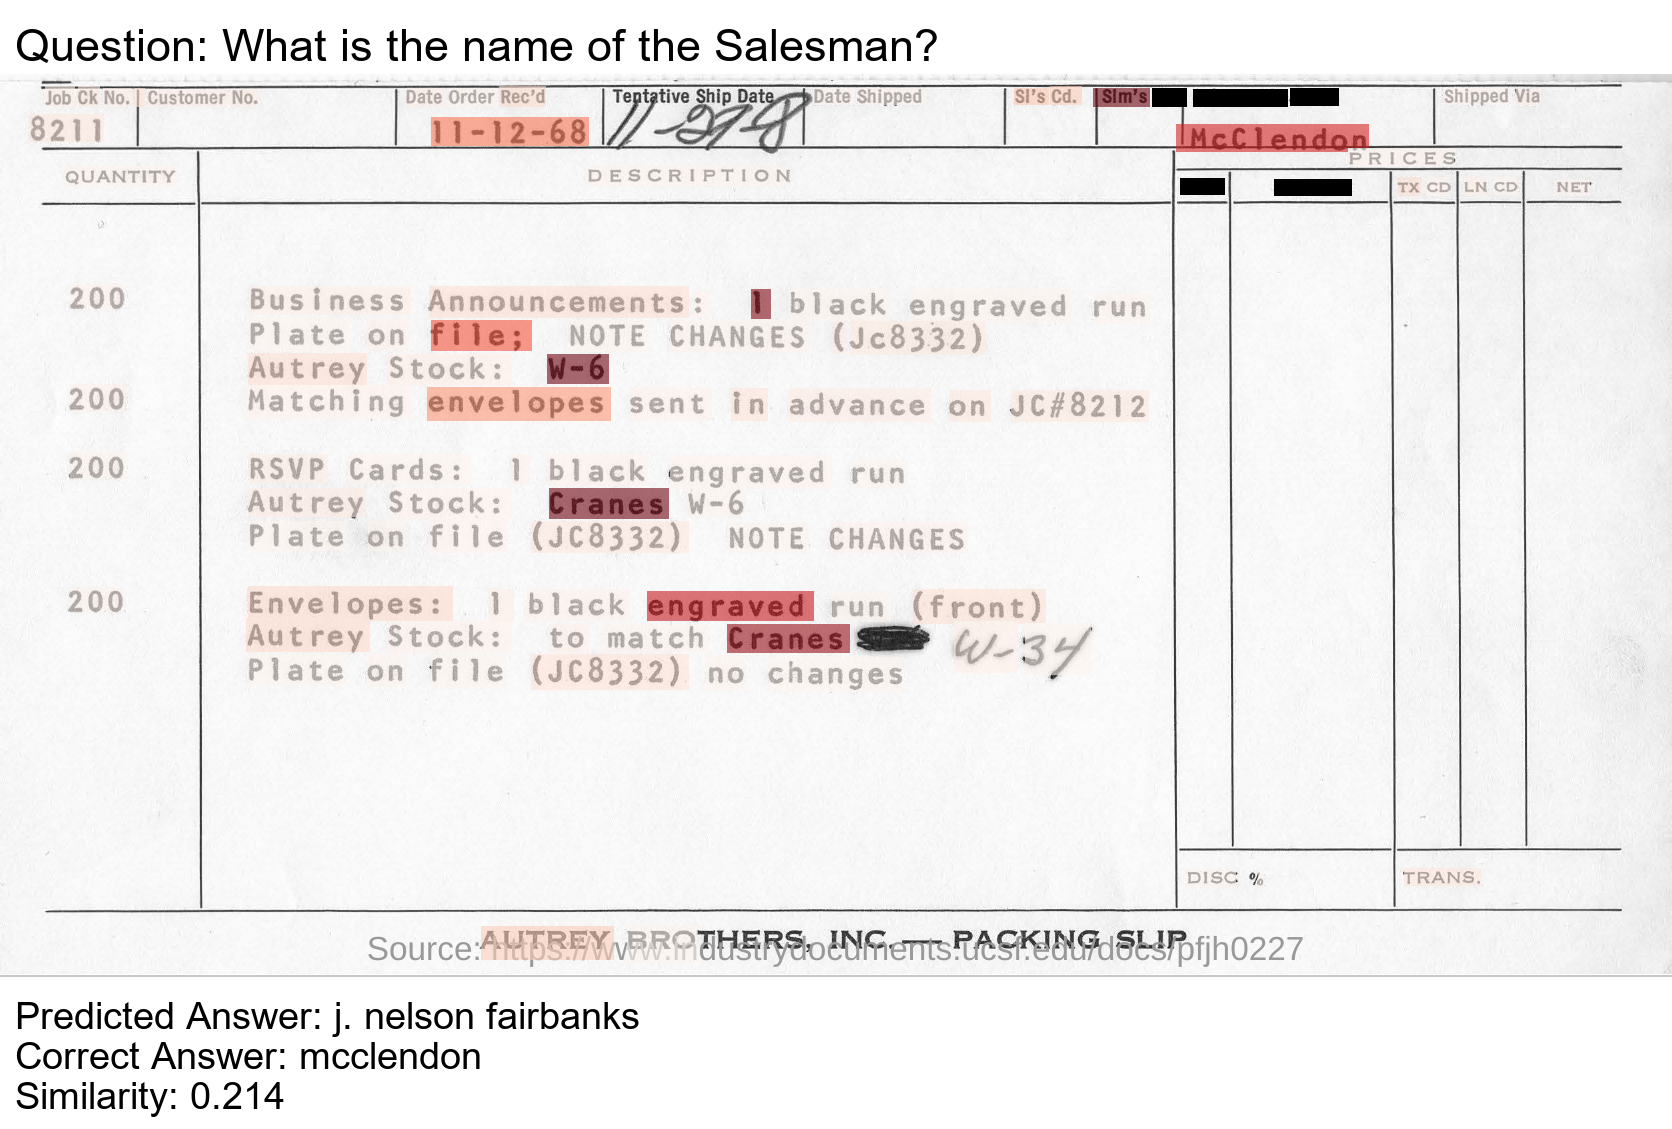 Question: What is the name of the Salesman?
Job Ck No. Customer No. Date Order Rec'd Tentative Ship Date Date Shipped Sl's Cd. Slm's Shipped Via
8211 11-12-68 11-27-8 McClendon
PRICES
QUANTITY DESCRIPTION TX CD LN CD NET
200 Business Announcements: 1 black engraved run
Plate on file; NOTE CHANGES (Jc8332)
Autrey Stock: W-6
200 Matching envelopes sent in advance on JC#8212
200 RSVP Cards: 1 black engraved run
Autrey Stock: Cranes W-6
Plate on file (JC8332) NOTE CHANGES
200 Envelopes: 1 black engraved run (front)
Autrey Stock: to match Cranes W-34
Plate on file (JC8332) no changes
DISC % TRANS.
AUTREY BROTHERS, INC. — PACKING SLIP
Source: https://www.industrydocuments.ucsf.edu/docs/pfjh0227
Predicted Answer: j. nelson fairbanks
Correct Answer: mcclendon
Similarity: 0.214